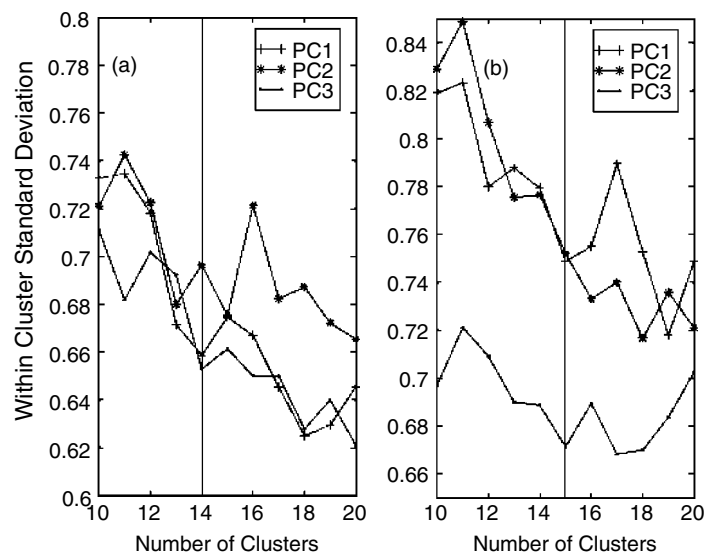 Within Cluster Standard Deviation
0.8
0.78
0.76
0.74
0.72
0.7
0.68
0.66
0.64
0.62
0.6
(a)
PC1
PC2
PC3
10 12 14 16 18 20
Number of Clusters
0.84
0.82
0.8
0.78
0.76
0.74
0.72
0.7
0.68
0.66
(b)
PC1
PC2
PC3
10 12 14 16 18 20
Number of Clusters